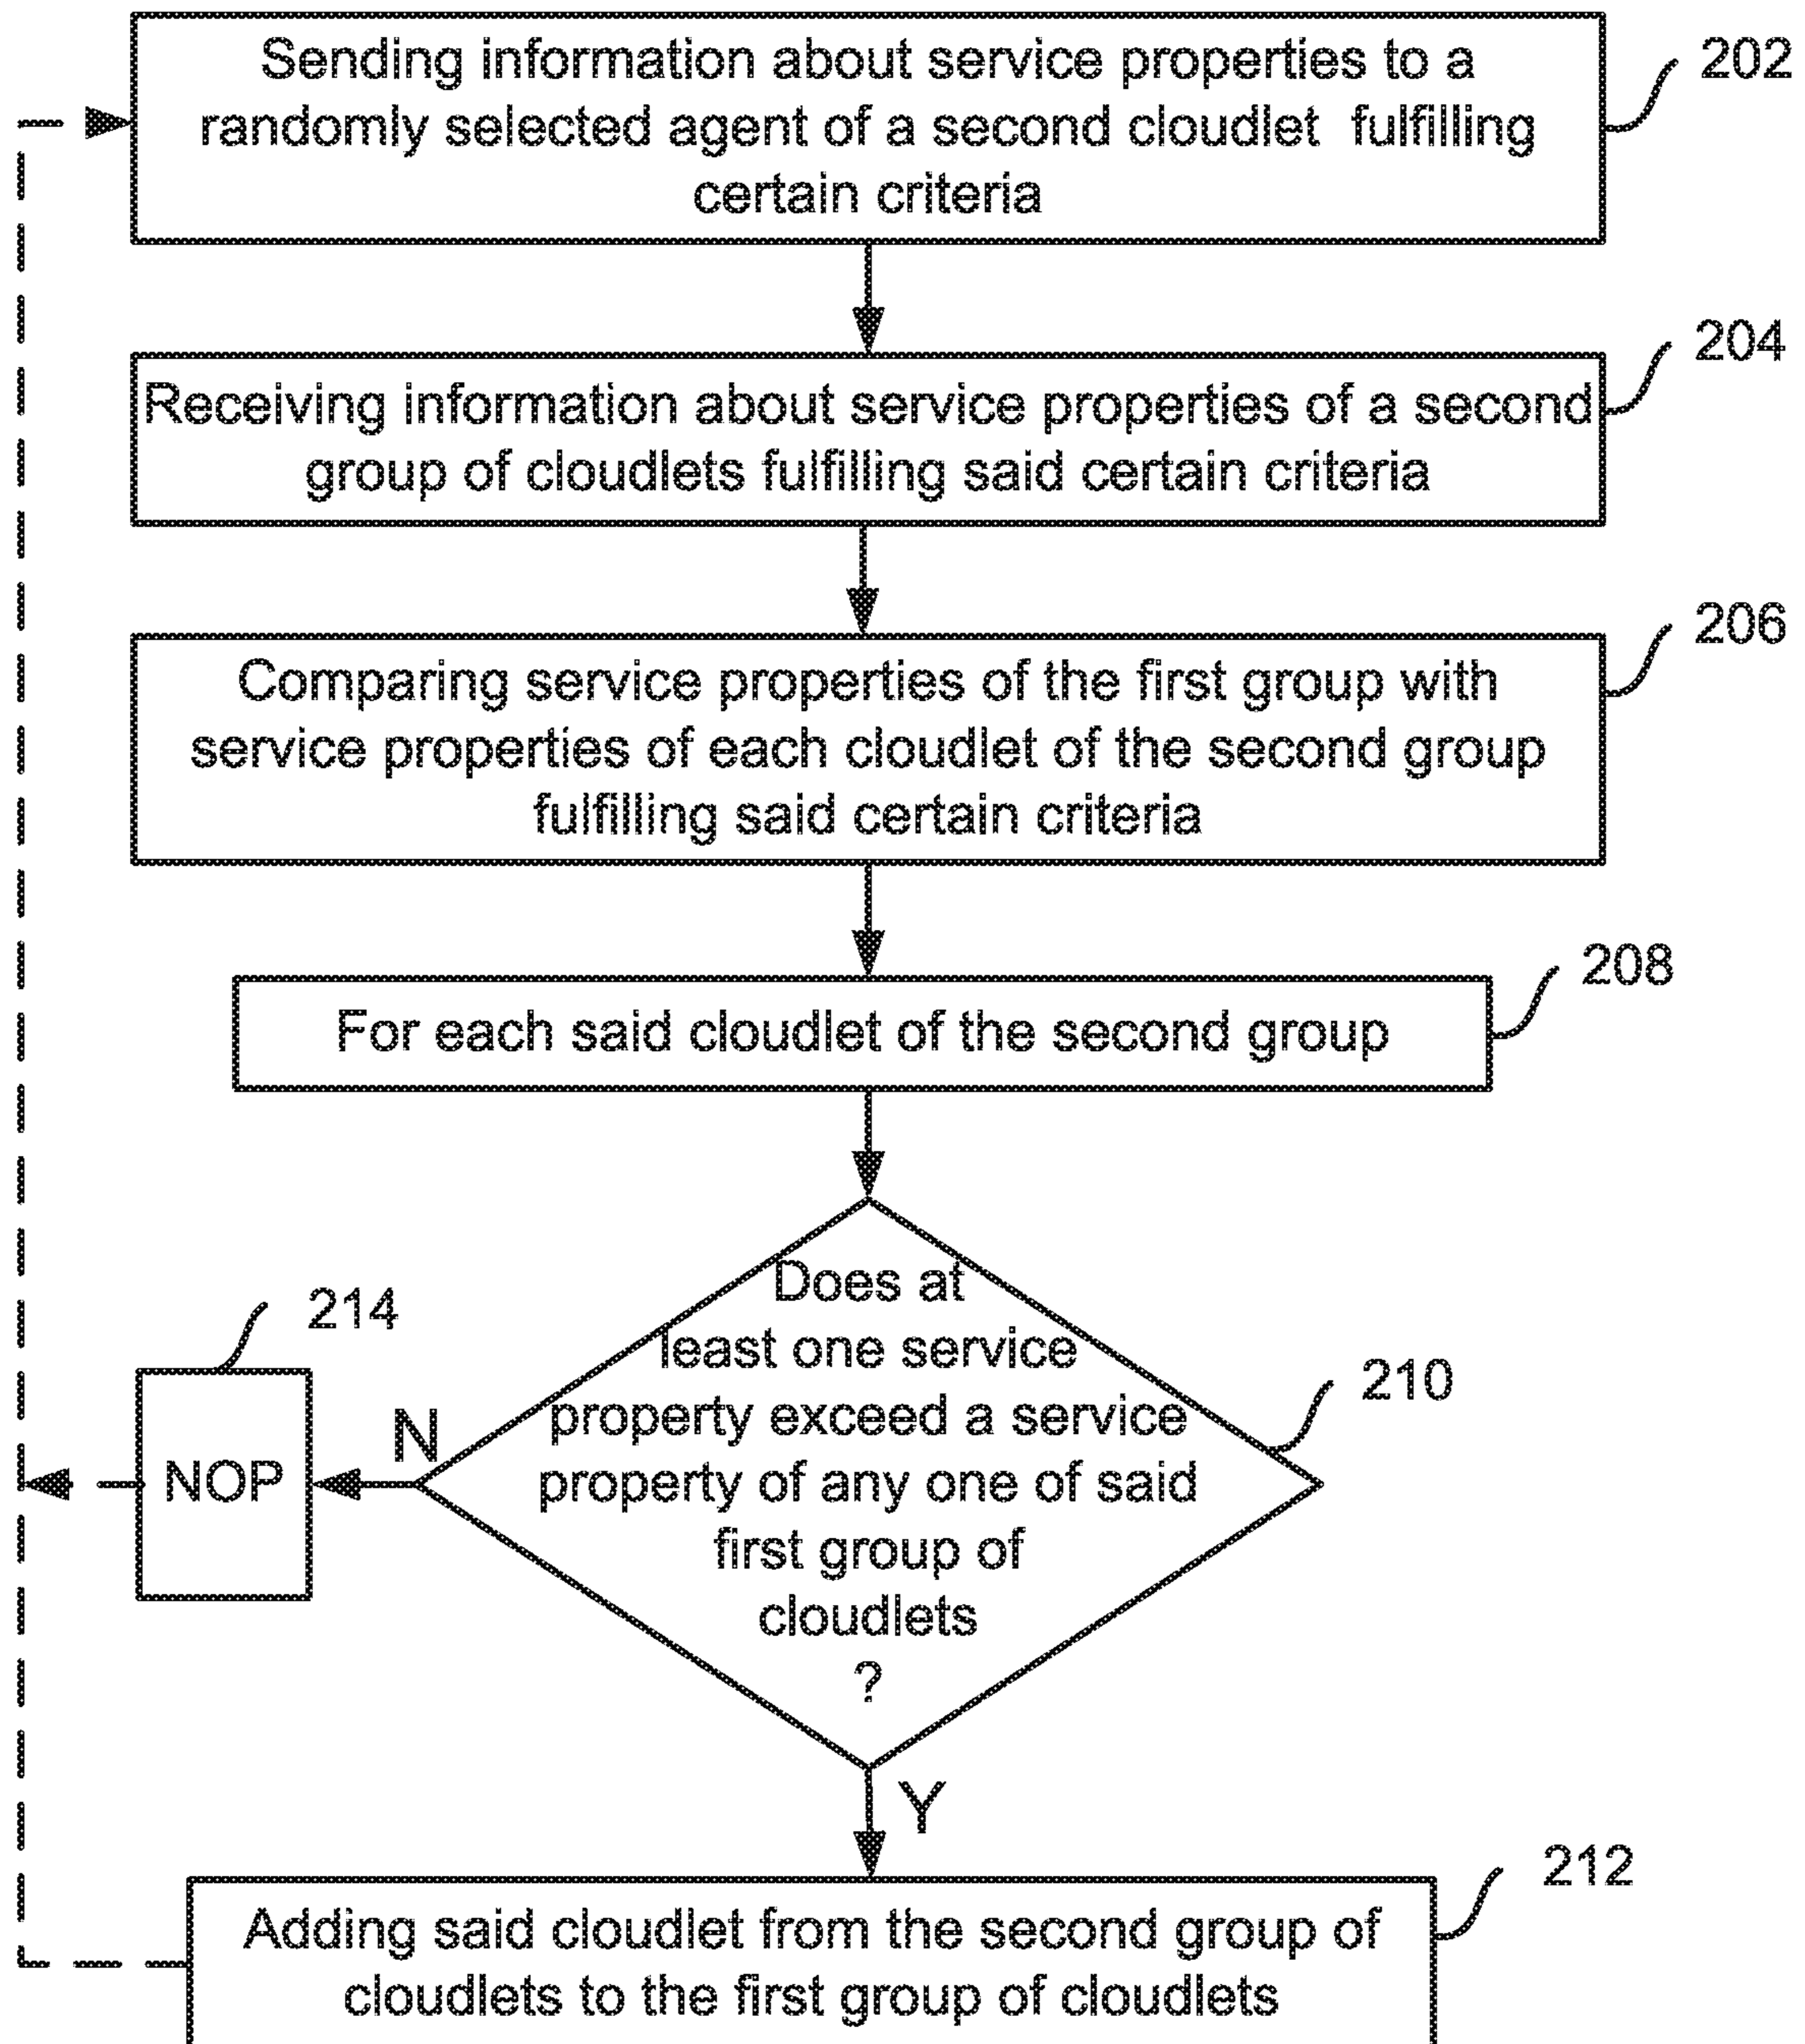 Sending information about service properties to a
randomly selected agent of a second cloudlet fulfilling
certain criteria
202
Receiving information about service properties of a second
group of cloudlets fulfilling said certain criteria
204
Comparing service properties of the first group with
service properties of each cloudlet of the second group
fulfilling said certain criteria
206
For each said cloudlet of the second group
208
Does at
least one service
property exceed a service
property of any one of said
first group of
cloudlets
?
210
N
NOP
214
Y
Adding said cloudlet from the second group of
cloudlets to the first group of cloudlets
212